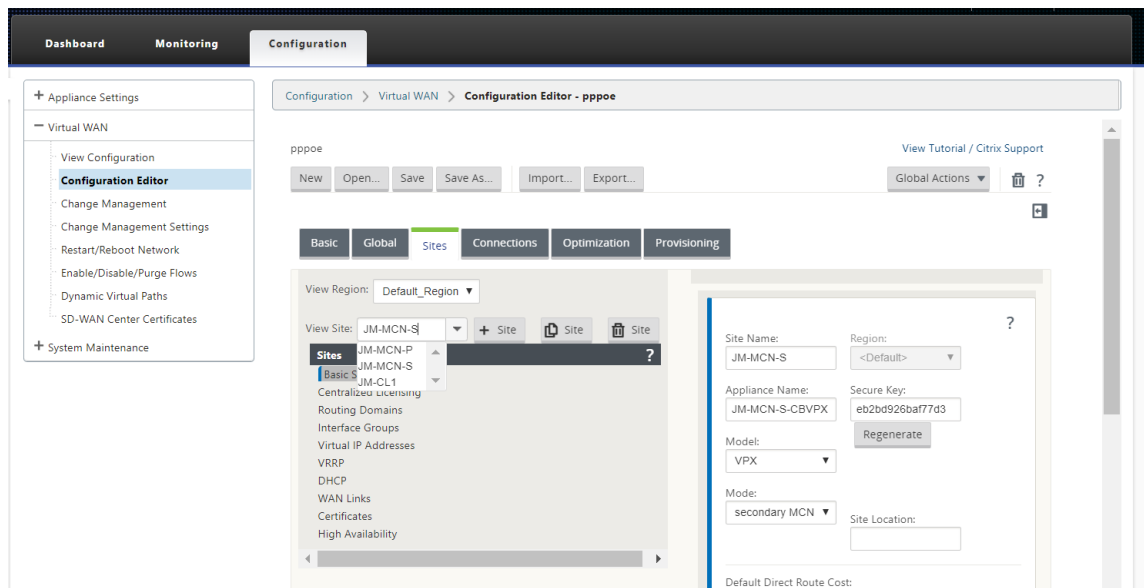 Dashboard Monitoring Configuration
+ Appliance Settings
− Virtual WAN
View Configuration
Configuration Editor
Change Management
Change Management Settings
Restart/Reboot Network
Enable/Disable/Purge Flows
Dynamic Virtual Paths
SD-WAN Center Certificates
+ System Maintenance
Configuration > Virtual WAN > Configuration Editor - pppoe
pppoe View Tutorial / Citrix Support
New Open... Save Save As... Import... Export... Global Actions ▼ ?
Basic Global Sites Connections Optimization Provisioning
View Region: Default_Region ▼
View Site: JM-MCN-S + Site Site Site
JM-MCN-P
JM-MCN-S
JM-CL1
Sites ?
Basic S
Centralized Licensing
Routing Domains
Interface Groups
Virtual IP Addresses
VRRP
DHCP
WAN Links
Certificates
High Availability
?
Site Name: Region:
JM-MCN-S <Default> ▼
Appliance Name: Secure Key:
JM-MCN-S-CBVPX eb2bd926baf77d3
Regenerate
Model:
VPX ▼
Mode:
secondary MCN ▼
Site Location:
Default Direct Route Cost: